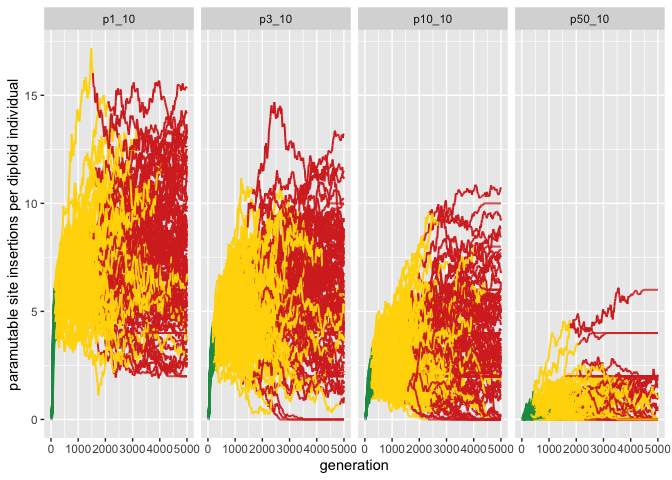 p1_10 p3_10 p10_10 p50_10
paramutable site insertions per diploid individual
15
10
5
0
0 1000 2000 3000 4000 5000 0 1000 2000 3000 4000 5000 0 1000 2000 3000 4000 5000 0 1000 2000 3000 4000 5000
generation